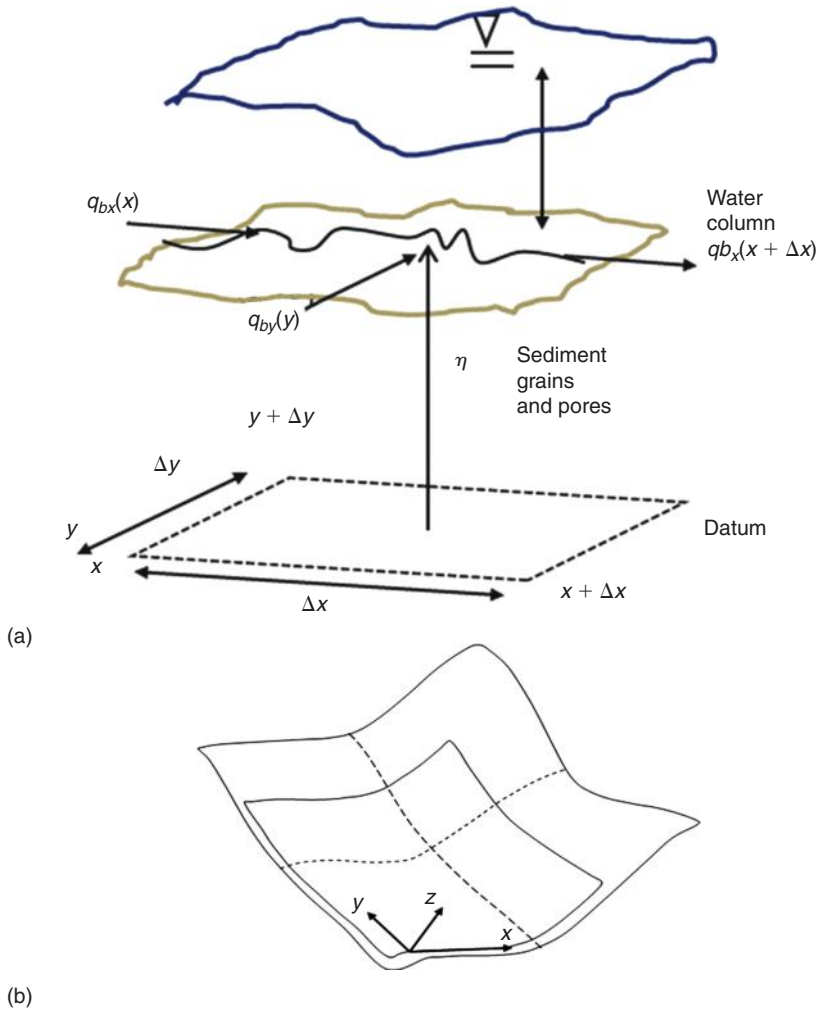 q_bx(x)
Water
column
qb_x(x + Δx)
q_by(y)
η
Sediment
grains
and pores
y + Δy
Δy
y
x
Datum
Δx
x + Δx
(a)
y
z
x
(b)